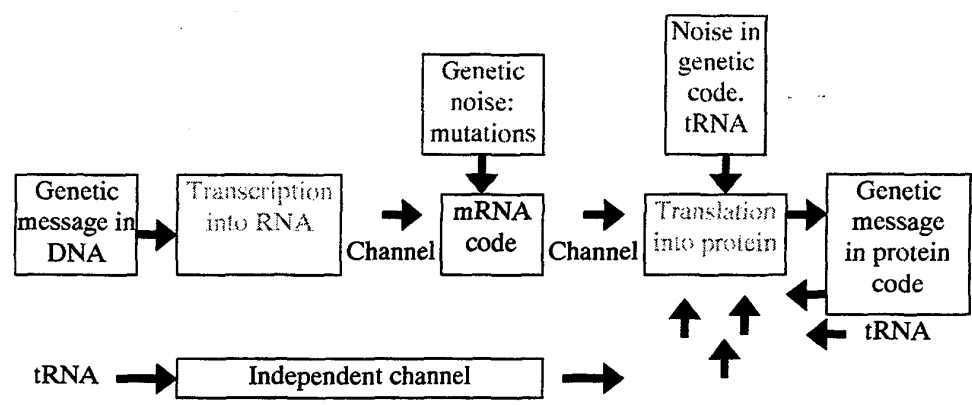 Noise in
genetic
code.
tRNA
Genetic
noise:
mutations
Genetic
message in
DNA
Transcription
into RNA
Channel
mRNA
code
Channel
Translation
into protein
Genetic
message
in protein
code
tRNA
tRNA
Independent channel